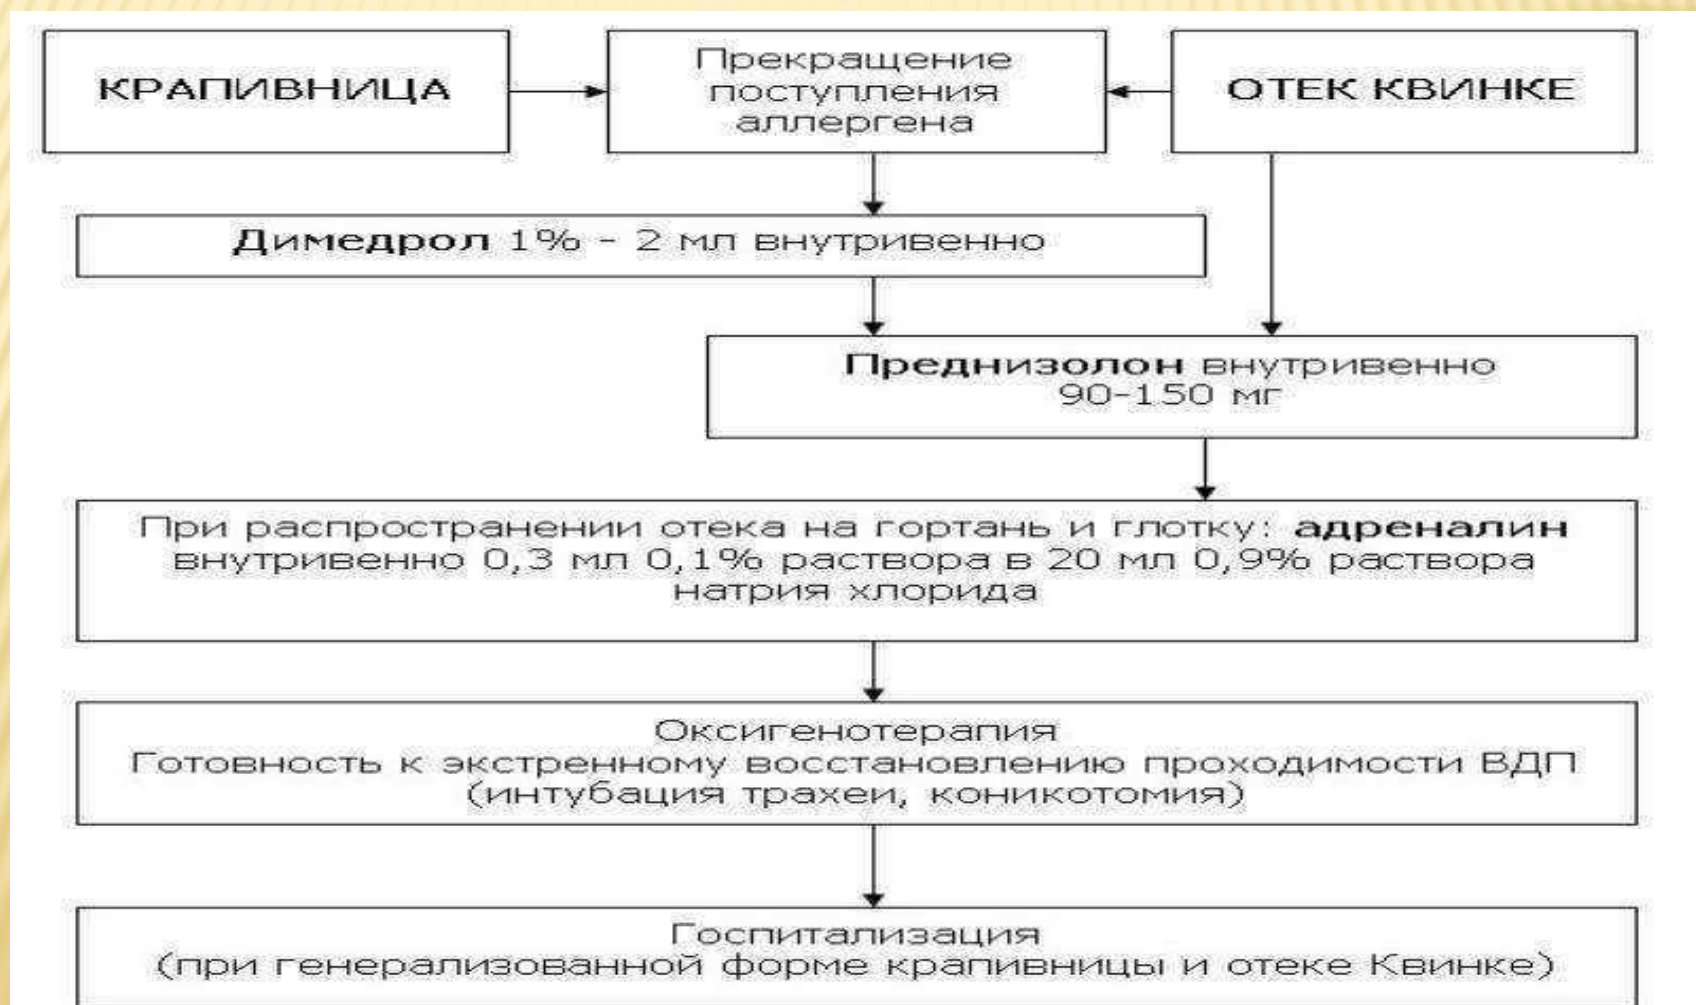 КРАПИВНИЦА
Прекращение
поступления
аллергена
ОТЕК КВИНКЕ
Димедрол 1% - 2 мл внутривенно
Преднизолон внутривенно
90-150 мг
При распространении отека на гортань и глотку: адреналин
внутривенно 0,3 мл 0,1% раствора в 20 мл 0,9% раствора
натрия хлорида
Оксигенотерапия
Готовность к экстренному восстановлению проходимости ВДП
(интубация трахеи, коникотомия)
Госпитализация
(при генерализованной форме крапивницы и отеке Квинке)